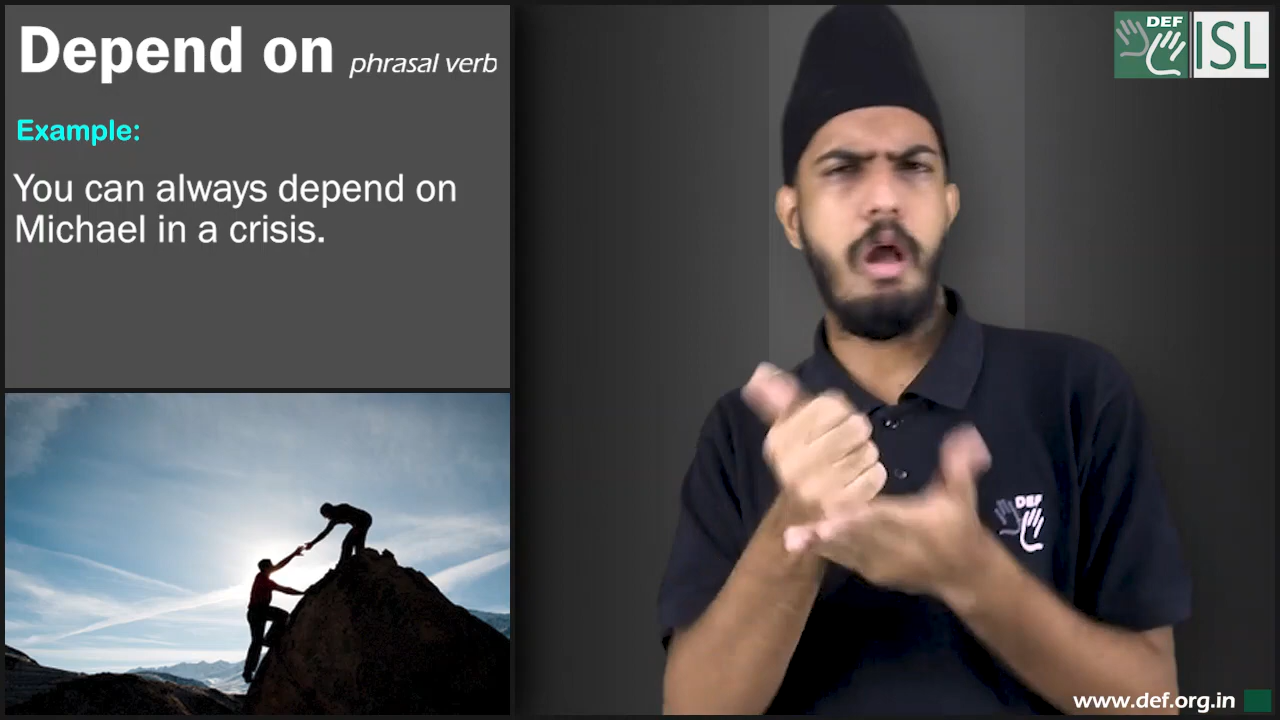 Depend on phrasal verb
Example:
You can always depend on
Michael in a crisis.
DEF
ISL
DEF
www.def.org.in